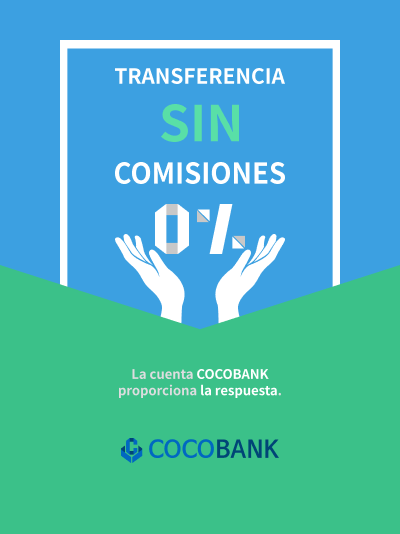 TRANSFERENCIA
SIN
COMISIONES
0%
La cuenta COCOBANK
proporciona la respuesta.
COCOBANK